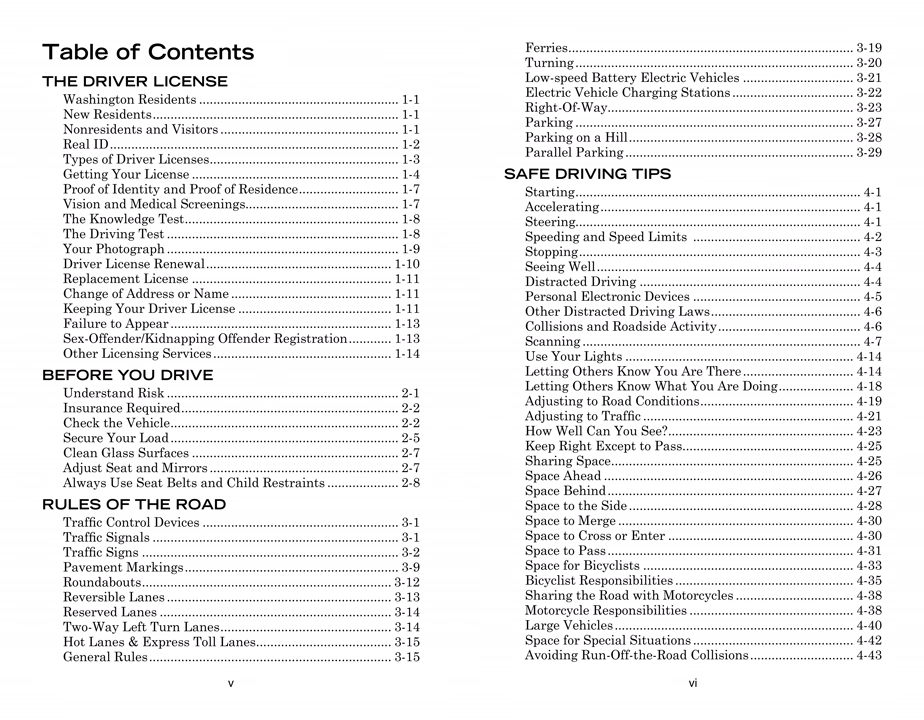 Table of Contents
THE DRIVER LICENSE
Washington Residents ........................................................ 1-1
New Residents..................................................................... 1-1
Nonresidents and Visitors .................................................. 1-1
Real ID................................................................................. 1-2
Types of Driver Licenses..................................................... 1-3
Getting Your License .......................................................... 1-4
Proof of Identity and Proof of Residence............................ 1-7
Vision and Medical Screenings........................................... 1-7
The Knowledge Test............................................................ 1-8
The Driving Test ................................................................. 1-8
Your Photograph ................................................................. 1-9
Driver License Renewal.................................................... 1-10
Replacement License ........................................................ 1-11
Change of Address or Name ............................................. 1-11
Keeping Your Driver License ........................................... 1-11
Failure to Appear .............................................................. 1-13
Sex-Offender/Kidnapping Offender Registration............ 1-13
Other Licensing Services.................................................. 1-14
BEFORE YOU DRIVE
Understand Risk ................................................................. 2-1
Insurance Required............................................................. 2-2
Check the Vehicle................................................................ 2-2
Secure Your Load................................................................ 2-5
Clean Glass Surfaces .......................................................... 2-7
Adjust Seat and Mirrors ..................................................... 2-7
Always Use Seat Belts and Child Restraints .................... 2-8
RULES OF THE ROAD
Traffic Control Devices ....................................................... 3-1
Traffic Signals ..................................................................... 3-1
Traffic Signs ........................................................................ 3-2
Pavement Markings............................................................ 3-9
Roundabouts...................................................................... 3-12
Reversible Lanes ............................................................... 3-13
Reserved Lanes ................................................................. 3-14
Two-Way Left Turn Lanes................................................ 3-14
Hot Lanes & Express Toll Lanes...................................... 3-15
General Rules.................................................................... 3-15
v
Ferries................................................................................ 3-19
Turning .............................................................................. 3-20
Low-speed Battery Electric Vehicles ............................... 3-21
Electric Vehicle Charging Stations .................................. 3-22
Right-Of-Way..................................................................... 3-23
Parking .............................................................................. 3-27
Parking on a Hill............................................................... 3-28
Parallel Parking................................................................ 3-29
SAFE DRIVING TIPS
Starting................................................................................ 4-1
Accelerating......................................................................... 4-1
Steering................................................................................ 4-1
Speeding and Speed Limits ............................................... 4-2
Stopping............................................................................... 4-3
Seeing Well.......................................................................... 4-4
Distracted Driving .............................................................. 4-4
Personal Electronic Devices ............................................... 4-5
Other Distracted Driving Laws.......................................... 4-6
Collisions and Roadside Activity........................................ 4-6
Scanning .............................................................................. 4-7
Use Your Lights ................................................................ 4-14
Letting Others Know You Are There............................... 4-14
Letting Others Know What You Are Doing..................... 4-18
Adjusting to Road Conditions........................................... 4-19
Adjusting to Traffic ........................................................... 4-21
How Well Can You See?.................................................... 4-23
Keep Right Except to Pass................................................ 4-25
Sharing Space.................................................................... 4-25
Space Ahead ...................................................................... 4-26
Space Behind..................................................................... 4-27
Space to the Side............................................................... 4-28
Space to Merge .................................................................. 4-30
Space to Cross or Enter .................................................... 4-30
Space to Pass..................................................................... 4-31
Space for Bicyclists ........................................................... 4-33
Bicyclist Responsibilities .................................................. 4-35
Sharing the Road with Motorcycles ................................. 4-38
Motorcycle Responsibilities .............................................. 4-38
Large Vehicles ................................................................... 4-40
Space for Special Situations ............................................. 4-42
Avoiding Run-Off-the-Road Collisions............................. 4-43
vi